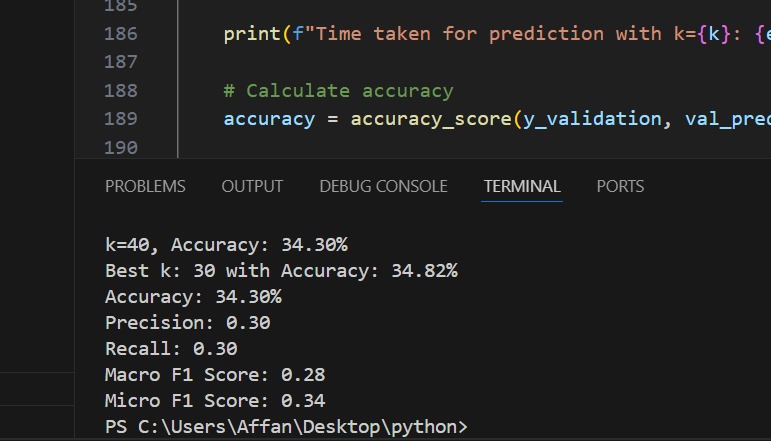 185
186 print(f"Time taken for prediction with k={k}: {
187
188 # Calculate accuracy
189 accuracy = accuracy_score(y_validation, val_pred
190
PROBLEMS OUTPUT DEBUG CONSOLE TERMINAL PORTS
k=40, Accuracy: 34.30%
Best k: 30 with Accuracy: 34.82%
Accuracy: 34.30%
Precision: 0.30
Recall: 0.30
Macro F1 Score: 0.28
Micro F1 Score: 0.34
PS C:\Users\Affan\Desktop\python>